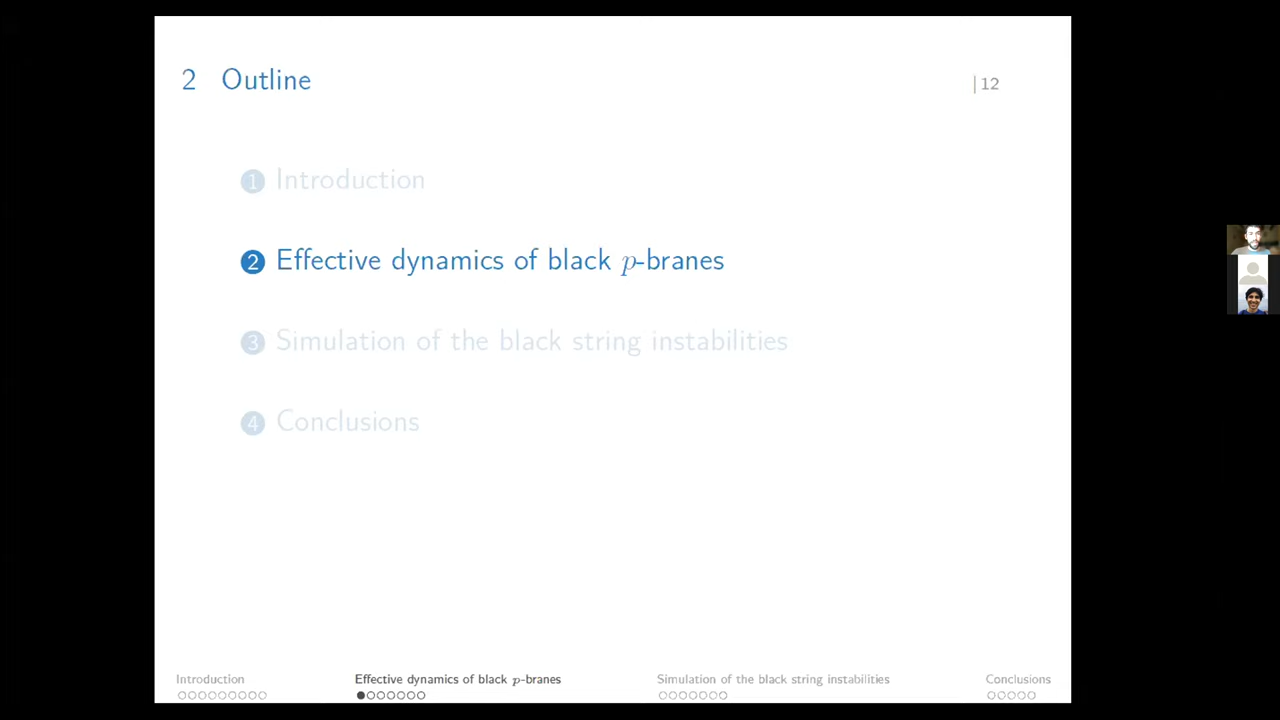 2 Outline
| 12
1 Introduction
2 Effective dynamics of black p-branes
3 Simulation of the black string instabilities
4 Conclusions
Introduction Effective dynamics of black p-branes Simulation of the black string instabilities Conclusions